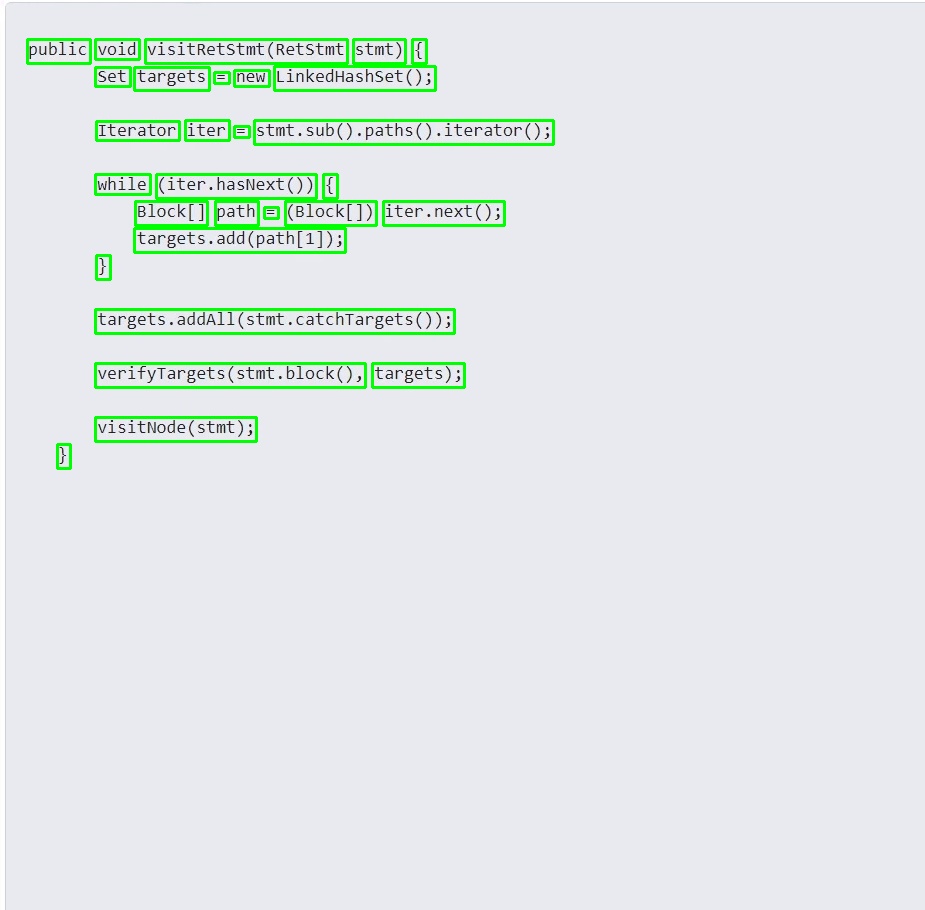 public void visitRetStmt(RetStmt stmt) {
        Set targets = new LinkedHashSet();

        Iterator iter = stmt.sub().paths().iterator();

        while (iter.hasNext()) {
            Block[] path = (Block[]) iter.next();
            targets.add(path[1]);
        }

        targets.addAll(stmt.catchTargets());

        verifyTargets(stmt.block(), targets);

        visitNode(stmt);
    }